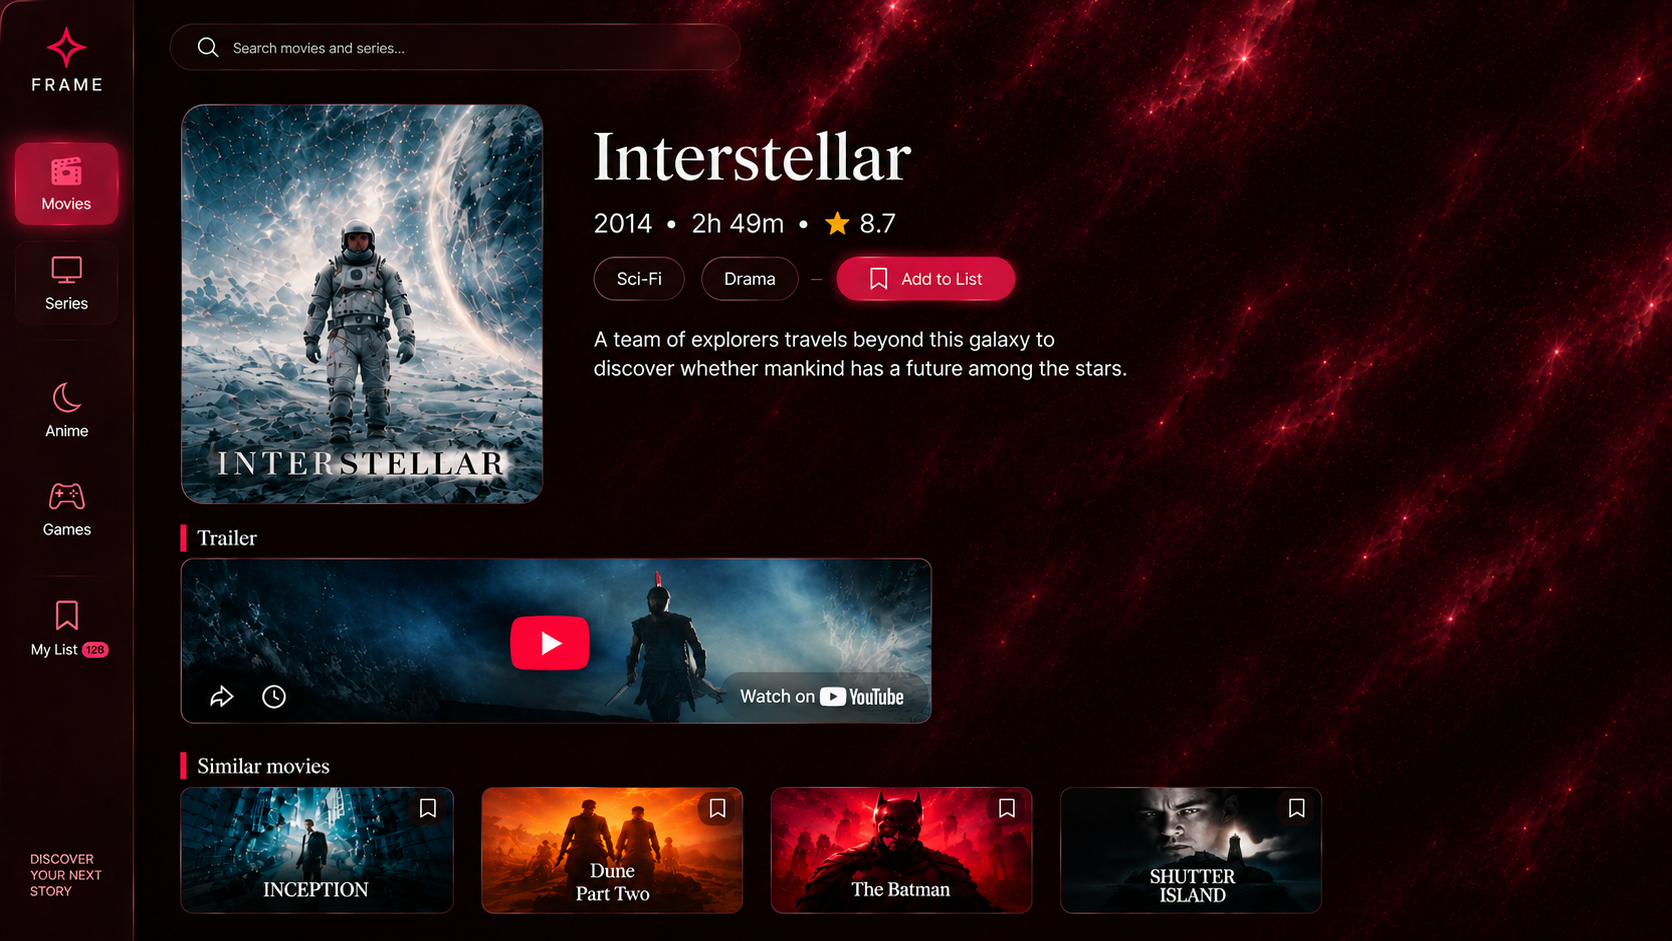 FRAME
Search movies and series...
Movies
Series
Anime
Games
My List 128
DISCOVER
YOUR NEXT
STORY
INTERSTELLAR
Interstellar
2014 • 2h 49m • 8.7
Sci-Fi Drama – Add to List
A team of explorers travels beyond this galaxy to
discover whether mankind has a future among the stars.
Trailer
Watch on YouTube
Similar movies
INCEPTION
Dune
Part Two
The Batman
SHUTTER
ISLAND